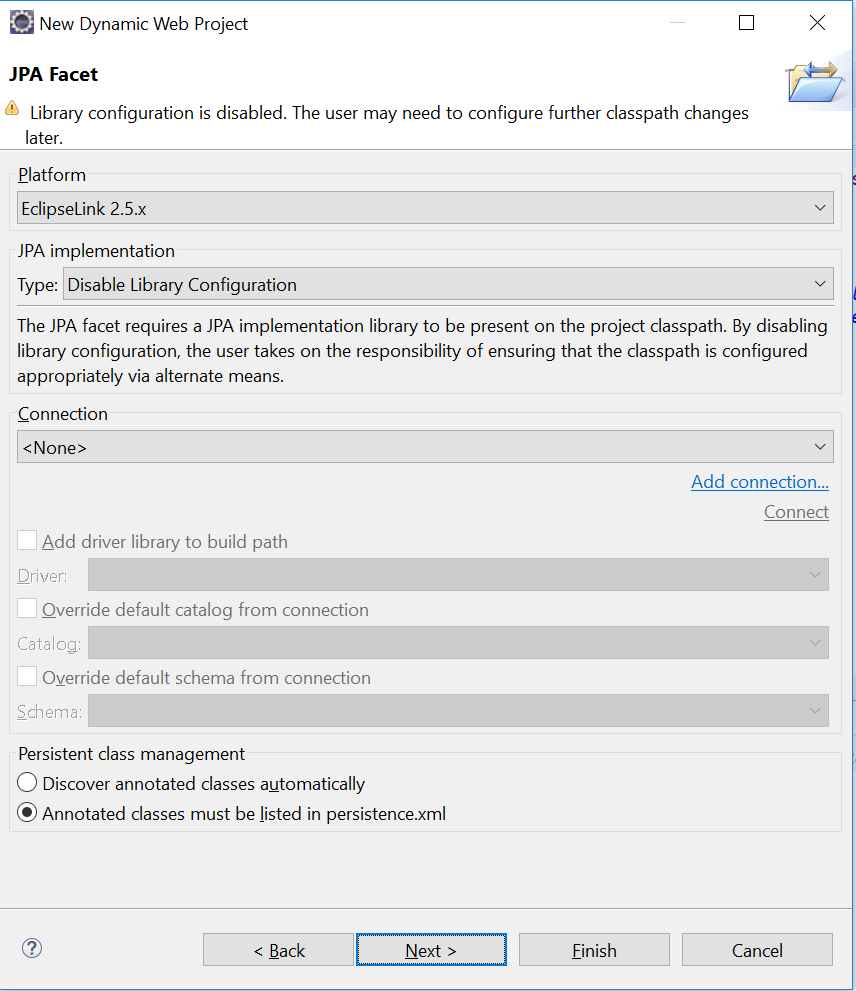 New Dynamic Web Project
JPA Facet
Library configuration is disabled. The user may need to configure further classpath changes
later.
Platform
EclipseLink 2.5.x
JPA implementation
Type: Disable Library Configuration
The JPA facet requires a JPA implementation library to be present on the project classpath. By disabling
library configuration, the user takes on the responsibility of ensuring that the classpath is configured
appropriately via alternate means.
Connection
<None>
Add connection...
Connect
Add driver library to build path
Driver:
Override default catalog from connection
Catalog:
Override default schema from connection
Schema:
Persistent class management
Discover annotated classes automatically
Annotated classes must be listed in persistence.xml
? < Back Next > Finish Cancel